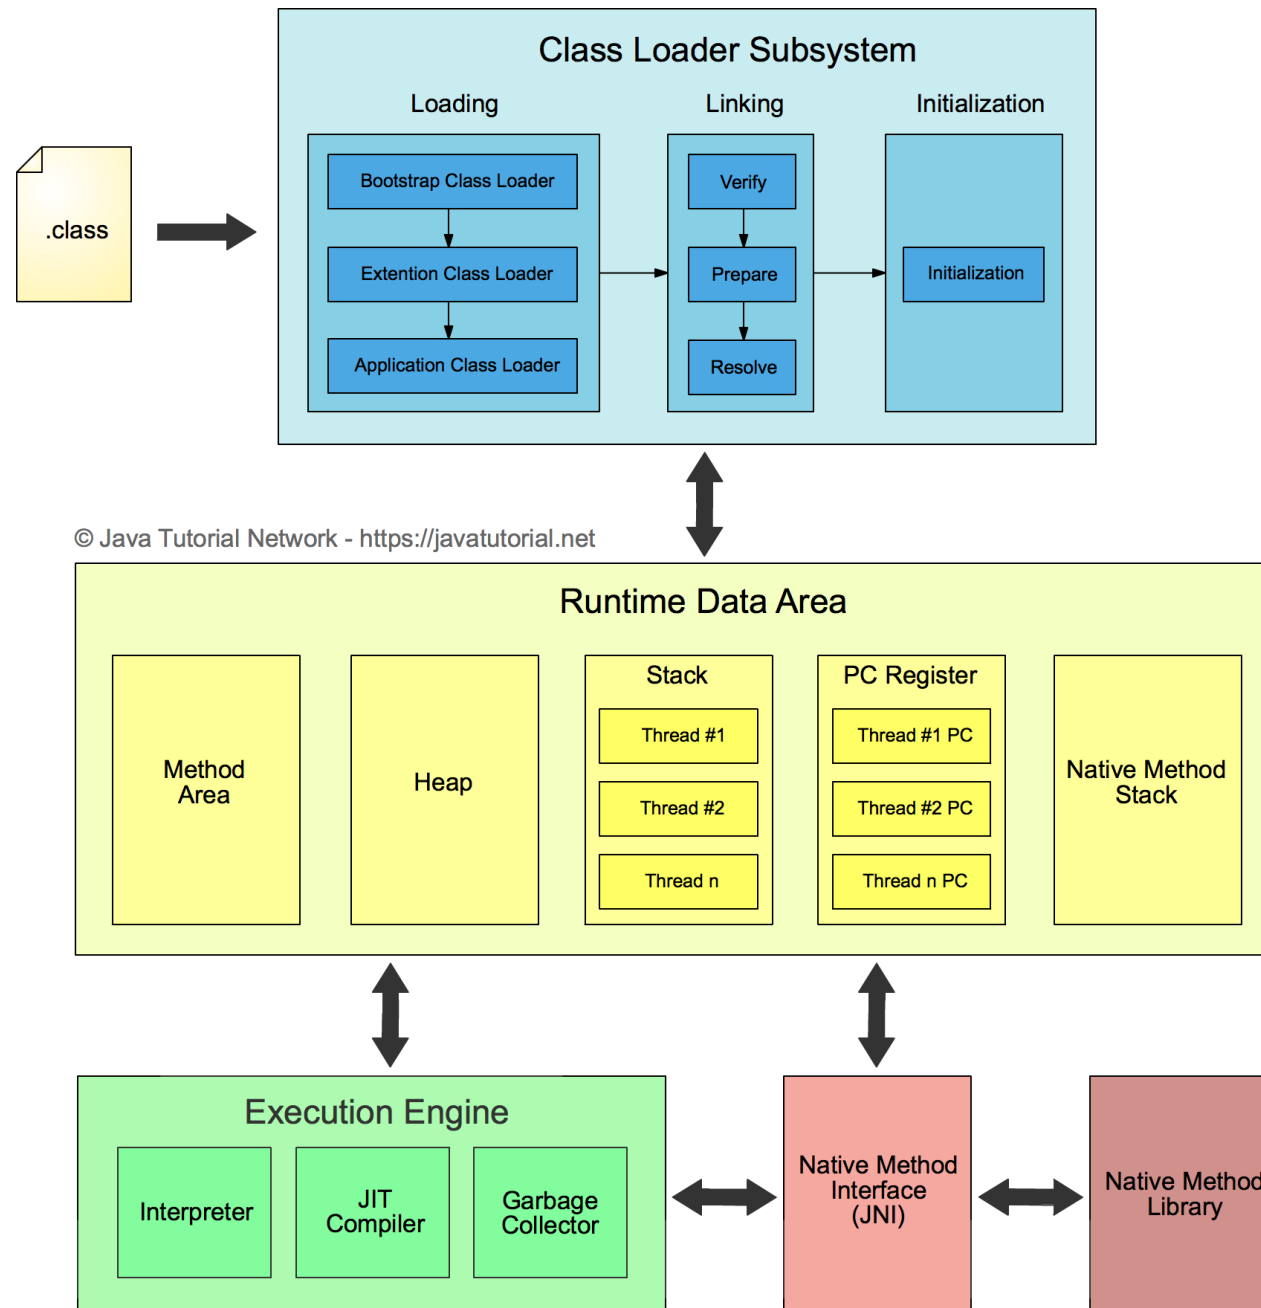 Class Loader Subsystem
Loading
Linking
Initialization
.class
Bootstrap Class Loader
Extention Class Loader
Application Class Loader
Verify
Prepare
Resolve
Initialization
© Java Tutorial Network - https://javatutorial.net
Runtime Data Area
Method
Area
Heap
Stack
Thread #1
Thread #2
Thread n
PC Register
Thread #1 PC
Thread #2 PC
Thread n PC
Native Method
Stack
Execution Engine
Interpreter
JIT
Compiler
Garbage
Collector
Native Method
Interface
(JNI)
Native Method
Library